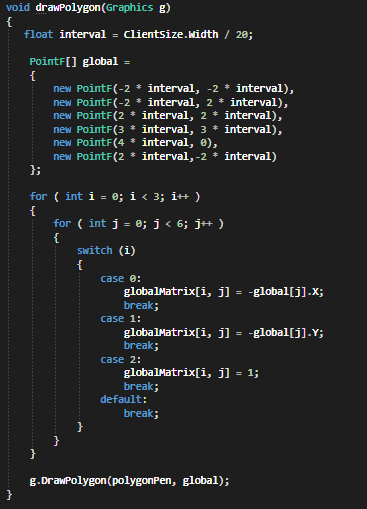 void drawPolygon(Graphics g)
{
float interval = ClientSize.Width / 20;
PointF[] global =
{
new PointF(-2 * interval, -2 * interval),
new PointF(-2 * interval, 2 * interval),
new PointF(2 * interval, 2 * interval),
new PointF(3 * interval, 3 * interval),
new PointF(4 * interval, 0),
new PointF(2 * interval,-2 * interval)
};
for ( int i = 0; i < 3; i++ )
{
for ( int j = 0; j < 6; j++ )
{
switch (i)
{
case 0:
globalMatrix[i, j] = -global[j].X;
break;
case 1:
globalMatrix[i, j] = -global[j].Y;
break;
case 2:
globalMatrix[i, j] = 1;
break;
default:
break;
}
}
}
g.DrawPolygon(polygonPen, global);
}